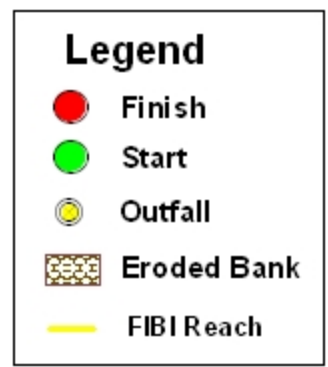 Legend
Finish
Start
Outfall
Eroded Bank
FIBI Reach